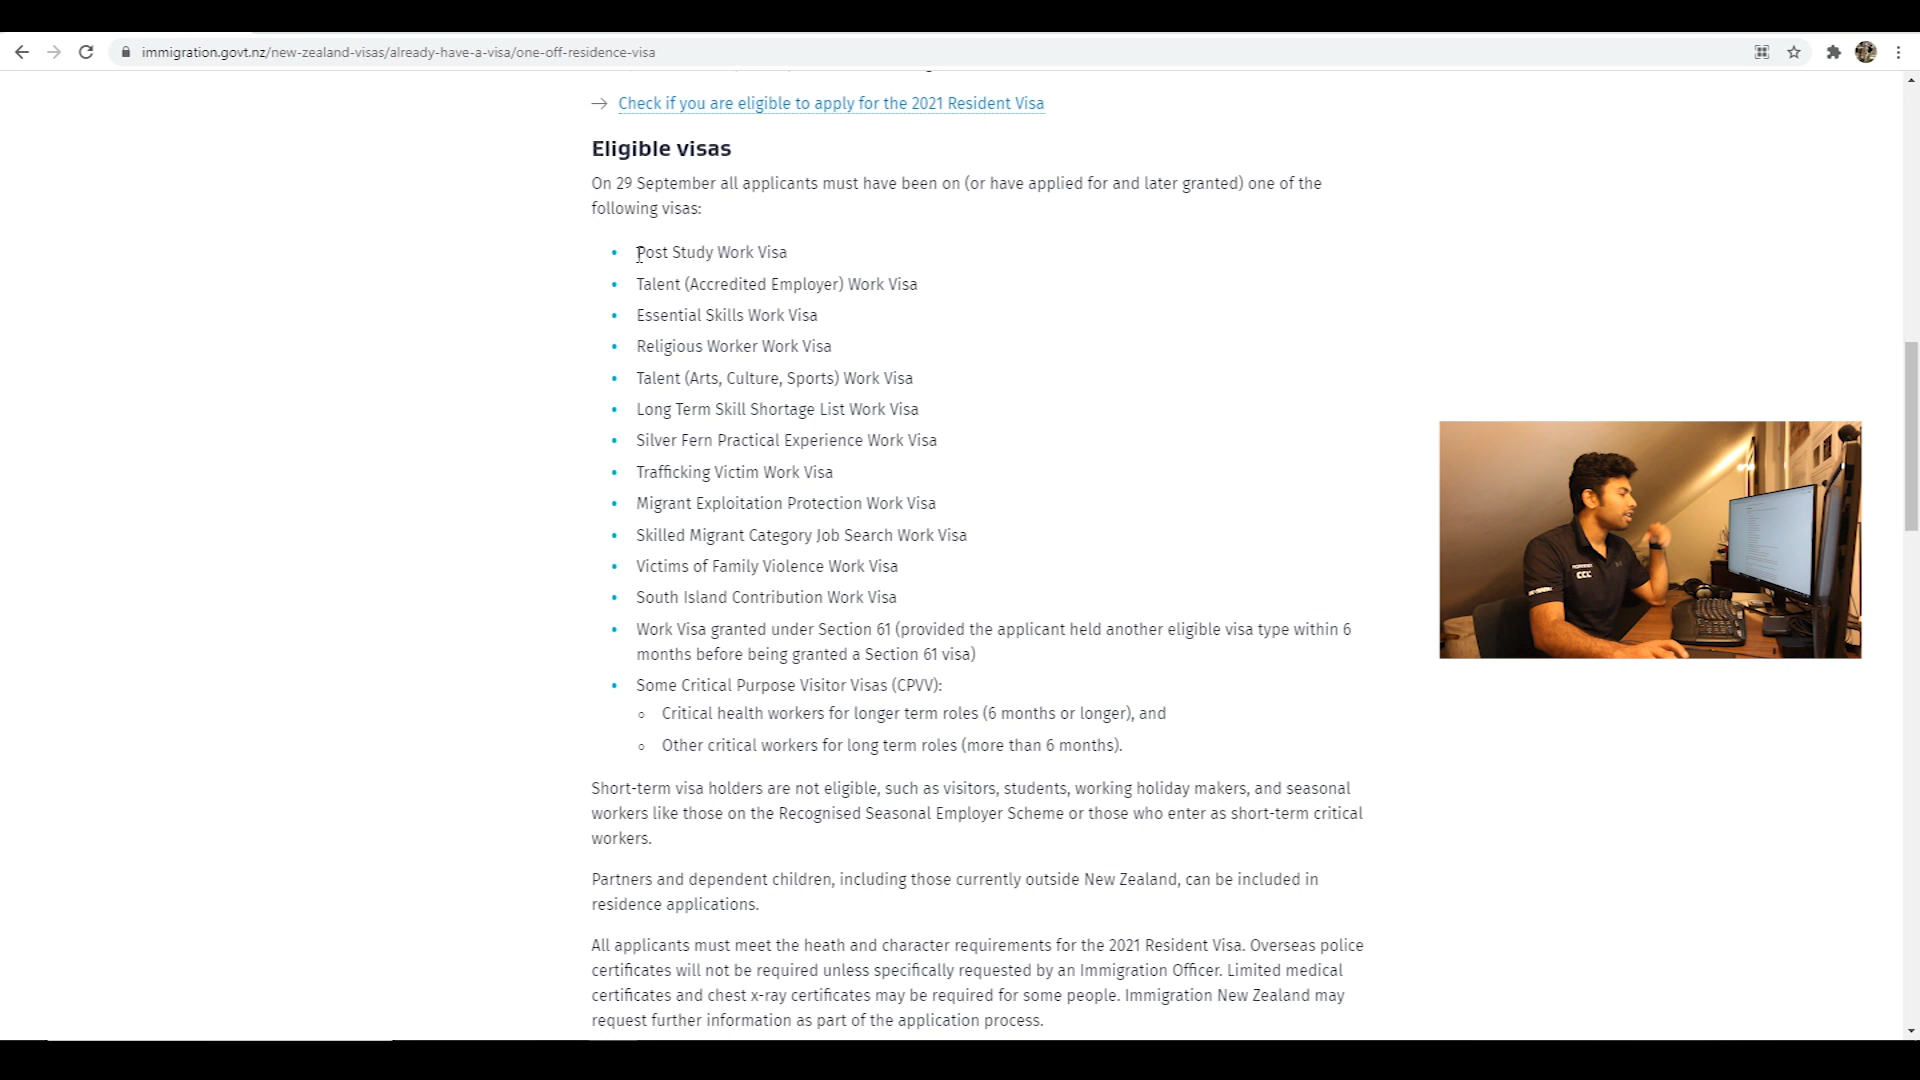 immigration.govt.nz/new-zealand-visas/already-have-a-visa/one-off-residence-visa
Check if you are eligible to apply for the 2021 Resident Visa
Eligible visas
On 29 September all applicants must have been on (or have applied for and later granted) one of the
following visas:
Post Study Work Visa
Talent (Accredited Employer) Work Visa
Essential Skills Work Visa
Religious Worker Work Visa
Talent (Arts, Culture, Sports) Work Visa
Long Term Skill Shortage List Work Visa
Silver Fern Practical Experience Work Visa
Trafficking Victim Work Visa
Migrant Exploitation Protection Work Visa
Skilled Migrant Category Job Search Work Visa
Victims of Family Violence Work Visa
South Island Contribution Work Visa
Work Visa granted under Section 61 (provided the applicant held another eligible visa type within 6
months before being granted a Section 61 visa)
Some Critical Purpose Visitor Visas (CPVV):
Critical health workers for longer term roles (6 months or longer), and
Other critical workers for long term roles (more than 6 months).
Short-term visa holders are not eligible, such as visitors, students, working holiday makers, and seasonal
workers like those on the Recognised Seasonal Employer Scheme or those who enter as short-term critical
workers.
Partners and dependent children, including those currently outside New Zealand, can be included in
residence applications.
All applicants must meet the heath and character requirements for the 2021 Resident Visa. Overseas police
certificates will not be required unless specifically requested by an Immigration Officer. Limited medical
certificates and chest x-ray certificates may be required for some people. Immigration New Zealand may
request further information as part of the application process.
CCC